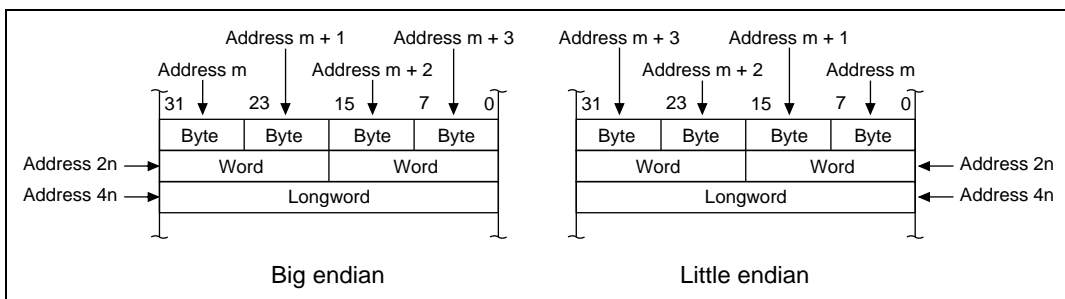 Address m + 1 Address m + 3 Address m + 3 Address m + 1
Address m Address m + 2 Address m + 2 Address m
31 23 15 7 0 31 23 15 7 0
Byte Byte Byte Byte Byte Byte Byte Byte
Address 2n Word Word Word Word Address 2n
Address 4n Longword Longword Address 4n
Big endian Little endian